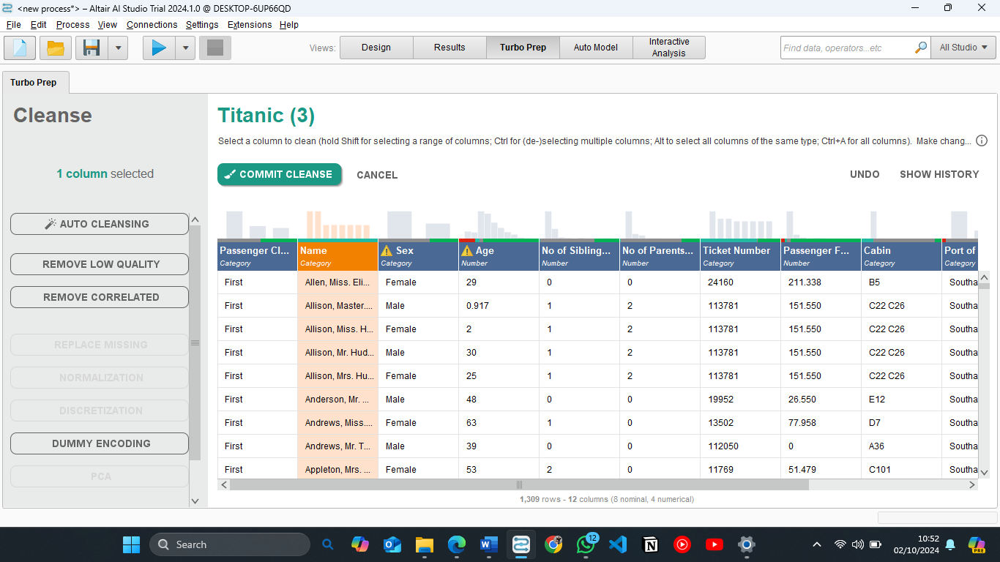 <new process*> – Altair AI Studio Trial 2024.1.0 @ DESKTOP-6UP66QD
File Edit Process View Connections Settings Extensions Help
Views: Design Results Turbo Prep Auto Model Interactive Analysis Find data, operators...etc All Studio
Turbo Prep
Cleanse
1 column selected
AUTO CLEANSING
REMOVE LOW QUALITY
REMOVE CORRELATED
REPLACE MISSING
NORMALIZATION
DISCRETIZATION
DUMMY ENCODING
PCA
Titanic (3)
Select a column to clean (hold Shift for selecting a range of columns; Ctrl for (de-)selecting multiple columns; Alt to select all columns of the same type; Ctrl+A for all columns). Make chang...
COMMIT CLEANSE CANCEL UNDO SHOW HISTORY
Passenger Cl... Name Sex Age No of Sibling... No of Parents... Ticket Number Passenger F... Cabin Port of
Category Category Category Number Number Number Category Number Category Category
First Allen, Miss. Eli... Female 29 0 0 24160 211.338 B5 Southa
First Allison, Master.... Male 0.917 1 2 113781 151.550 C22 C26 Southa
First Allison, Miss. H... Female 2 1 2 113781 151.550 C22 C26 Southa
First Allison, Mr. Hud... Male 30 1 2 113781 151.550 C22 C26 Southa
First Allison, Mrs. Hu... Female 25 1 2 113781 151.550 C22 C26 Southa
First Anderson, Mr. ... Male 48 0 0 19952 26.550 E12 Southa
First Andrews, Miss.... Female 63 1 0 13502 77.958 D7 Southa
First Andrews, Mr. T... Male 39 0 0 112050 0 A36 Southa
First Appleton, Mrs. ... Female 53 2 0 11769 51.479 C101 Southa
1,309 rows - 12 columns (8 nominal, 4 numerical)
Search
12
10:52
02/10/2024
PRE